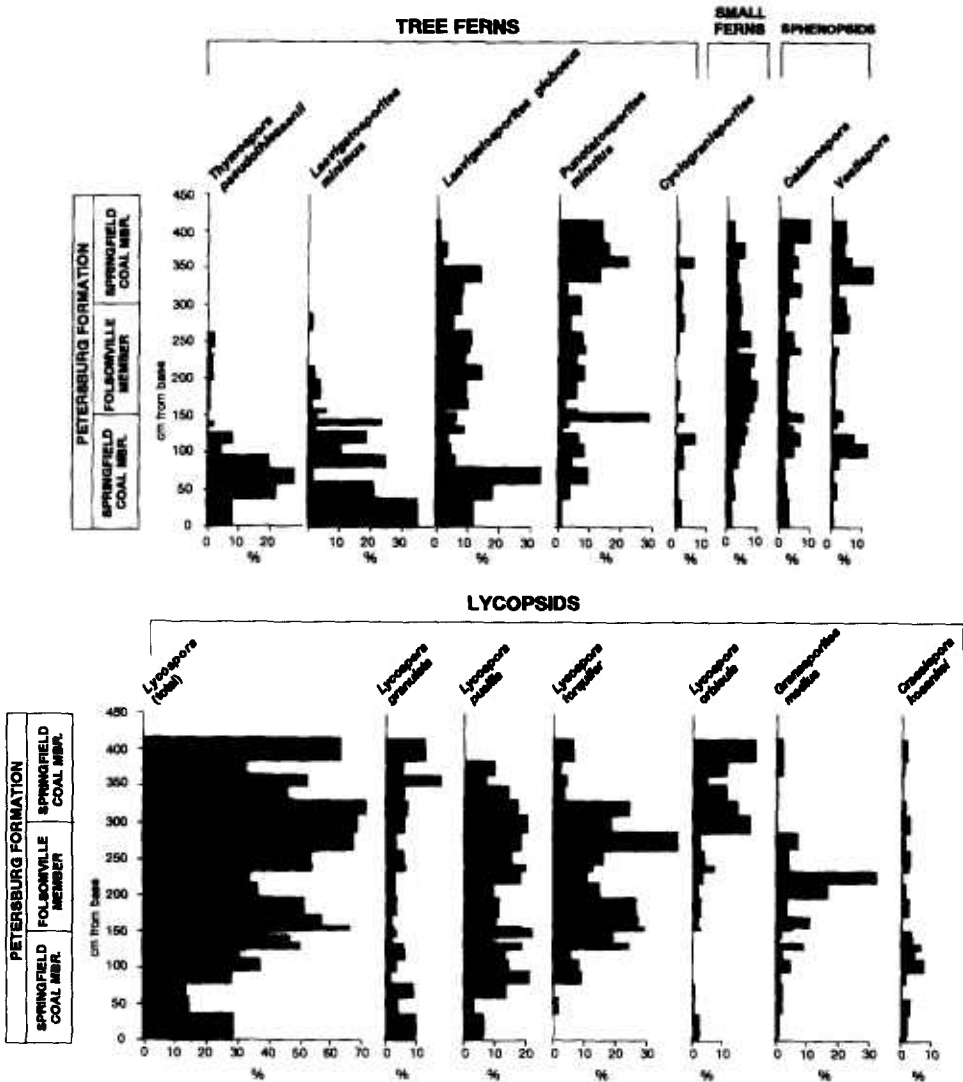 TREE FERNS
SMALL
FERNS
SPHENOPSIDS
Thymospora
pseudothiessenii
Laevigatosporites
minimus
Laevigatosporites globosus
Punctatosporites
minutus
Cyclogranisporites
Calamospora
Vestispora
PETERSBURG FORMATION
SPRINGFIELD
COAL MBR.
FOLSOMVILLE
MEMBER
SPRINGFIELD
COAL MBR.
cm from base
450
400
350
300
250
200
150
100
50
0
0 10 20
%
0 10 20 30
%
0 10 20 30
%
0 10 20 30
%
0 10
%
0 10
%
0 10
%
0 10
%
LYCOPSIDS
Lycospora
(total)
Lycospora
granulata
Lycospora
pusilla
Lycospora
torquifer
Lycospora
orbicula
Granasporites
medius
Crassispora
kosankei
PETERSBURG FORMATION
SPRINGFIELD
COAL MBR.
FOLSOMVILLE
MEMBER
SPRINGFIELD
COAL MBR.
cm from base
450
400
350
300
250
200
150
100
50
0
0 10 20 30 40 50 60 70
%
0 10
%
0 10 20
%
0 10 20 30
%
0 10 20
%
0 10 20 30
%
0 10
%